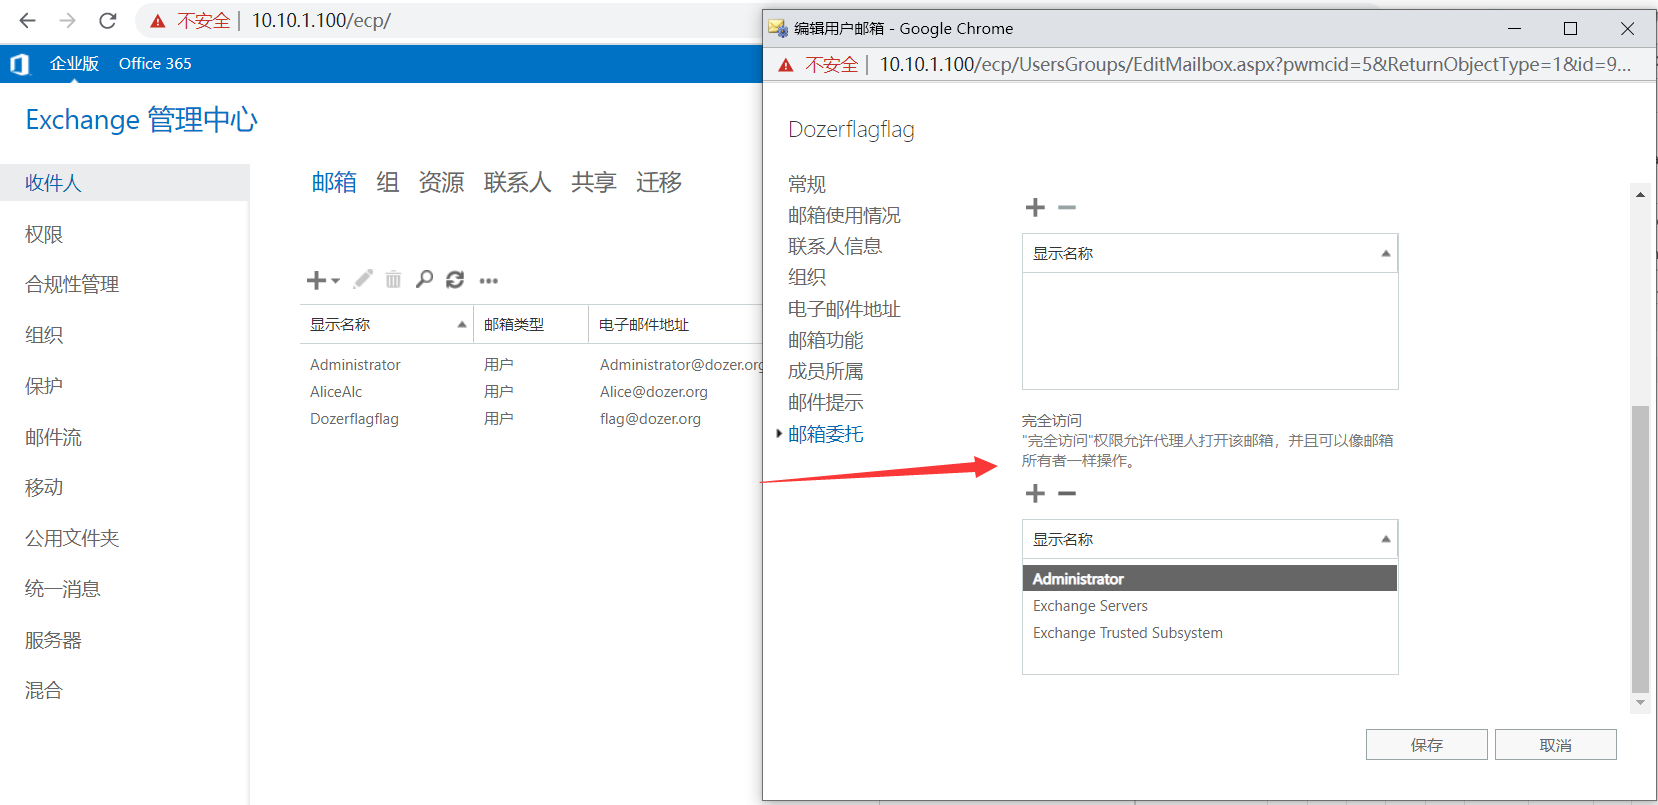 不安全 | 10.10.1.100/ecp/
企业版 Office 365
Exchange 管理中心
收件人
权限
合规性管理
组织
保护
邮件流
移动
公用文件夹
统一消息
服务器
混合
邮箱 组 资源 联系人 共享 迁移
显示名称 邮箱类型 电子邮件地址
Administrator 用户 Administrator@dozer.org
AliceAlc 用户 Alice@dozer.org
Dozerflagflag 用户 flag@dozer.org
编辑用户邮箱 - Google Chrome
不安全 | 10.10.1.100/ecp/UsersGroups/EditMailbox.aspx?pwmcid=5&ReturnObjectType=1&id=9...
Dozerflagflag
常规
邮箱使用情况
联系人信息
组织
电子邮件地址
邮箱功能
成员所属
邮件提示
邮箱委托
显示名称
完全访问
"完全访问"权限允许代理人打开该邮箱，并且可以像邮箱
所有者一样操作。
显示名称
Administrator
Exchange Servers
Exchange Trusted Subsystem
保存 取消